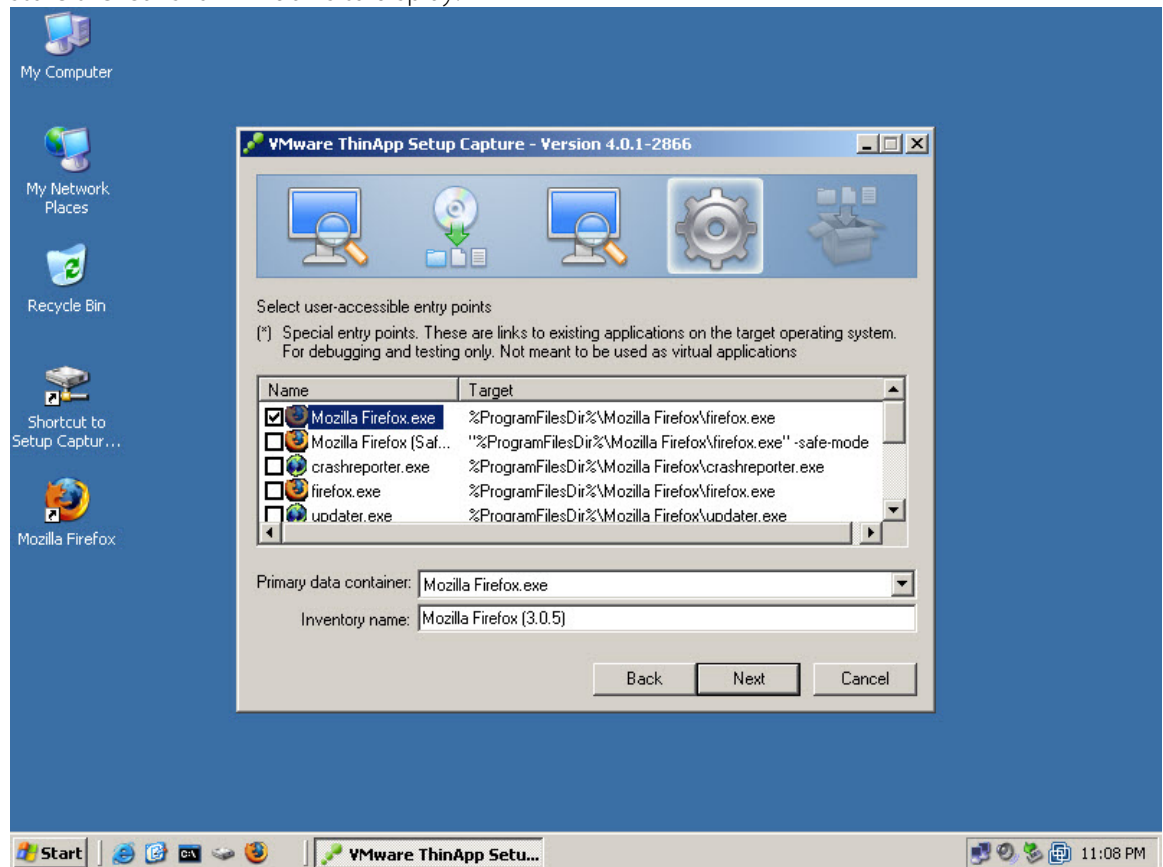 My Computer
My Network
Places
Recycle Bin
Shortcut to
Setup Captur...
Mozilla Firefox
VMware ThinApp Setup Capture - Version 4.0.1-2866
Select user-accessible entry points
(*) Special entry points. These are links to existing applications on the target operating system.
For debugging and testing only. Not meant to be used as virtual applications
Name Target
Mozilla Firefox.exe %ProgramFilesDir%\Mozilla Firefox\firefox.exe
Mozilla Firefox (Saf... "%ProgramFilesDir%\Mozilla Firefox\firefox.exe" -safe-mode
crashreporter.exe %ProgramFilesDir%\Mozilla Firefox\crashreporter.exe
firefox.exe %ProgramFilesDir%\Mozilla Firefox\firefox.exe
updater.exe %ProgramFilesDir%\Mozilla Firefox\updater.exe
Primary data container: Mozilla Firefox.exe
Inventory name: Mozilla Firefox (3.0.5)
Back Next Cancel
Start VMware ThinApp Setu... 11:08 PM